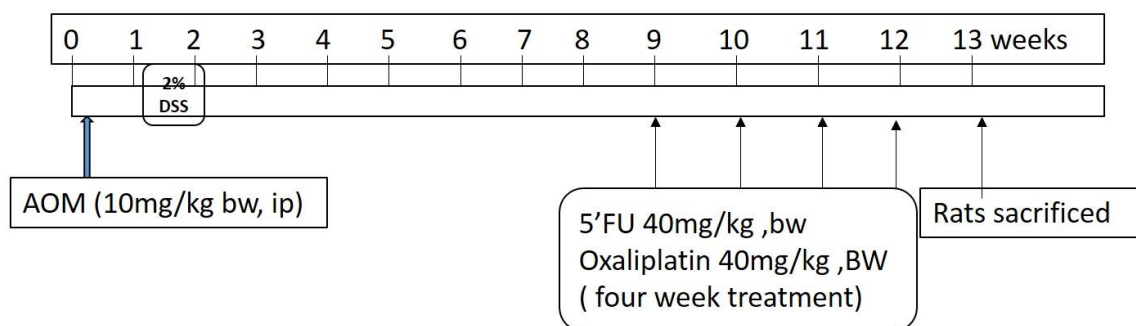 0 1 2 3 4 5 6 7 8 9 10 11 12 13 weeks
2%
DSS
AOM (10mg/kg bw, ip)
5’FU 40mg/kg ,bw
Oxaliplatin 40mg/kg ,BW
( four week treatment)
Rats sacrificed